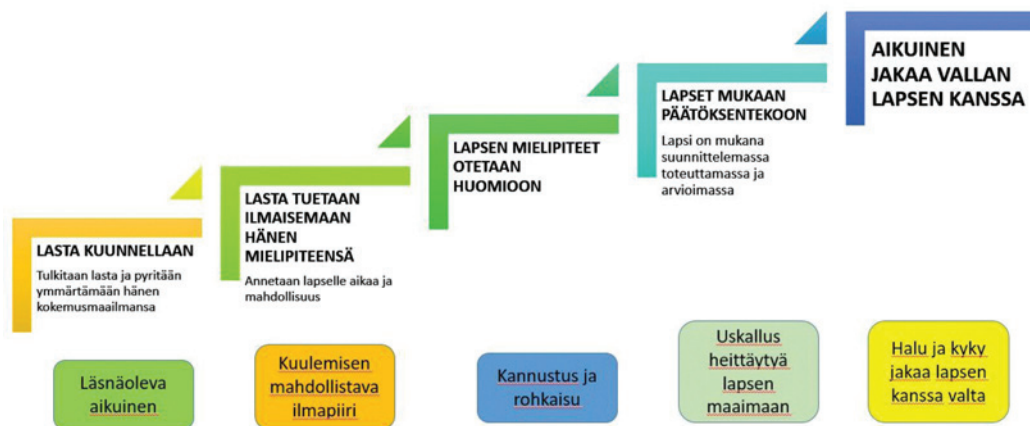 LASTA KUUNNELLAAN
Tulkitaan lasta ja pyritään
ymmärtämään hänen
kokemusmaailmansa
LASTA TUETAAN
ILMAISEMAAN
HÄNEN
MIELIPITEENSÄ
Annetaan lapselle aikaa ja
mahdollisuus
LAPSEN MIELIPITEET
OTETAAN
HUOMIOON
LAPSET MUKAAN
PÄÄTÖKSENTEKOON
Lapsi on mukana
suunnittelemassa
toteuttamassa ja
arvioimassa
AIKUINEN
JAKAA VALLAN
LAPSEN KANSSA
Läsnäoleva
aikuinen
Kuulemisen
mahdollistava
ilmapiiri
Kannustus ja
rohkaisu
Uskallus
heittäytyä
lapsen
maaimaan
Halu ja kyky
jakaa lapsen
kanssa valta